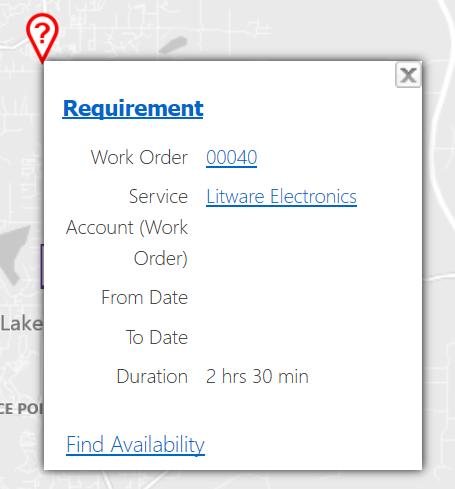 ?
X
Requirement
Work Order 00040
Service Litware Electronics
Account (Work
Order)
From Date
To Date
Duration 2 hrs 30 min
Find Availability
Lake
CE POI